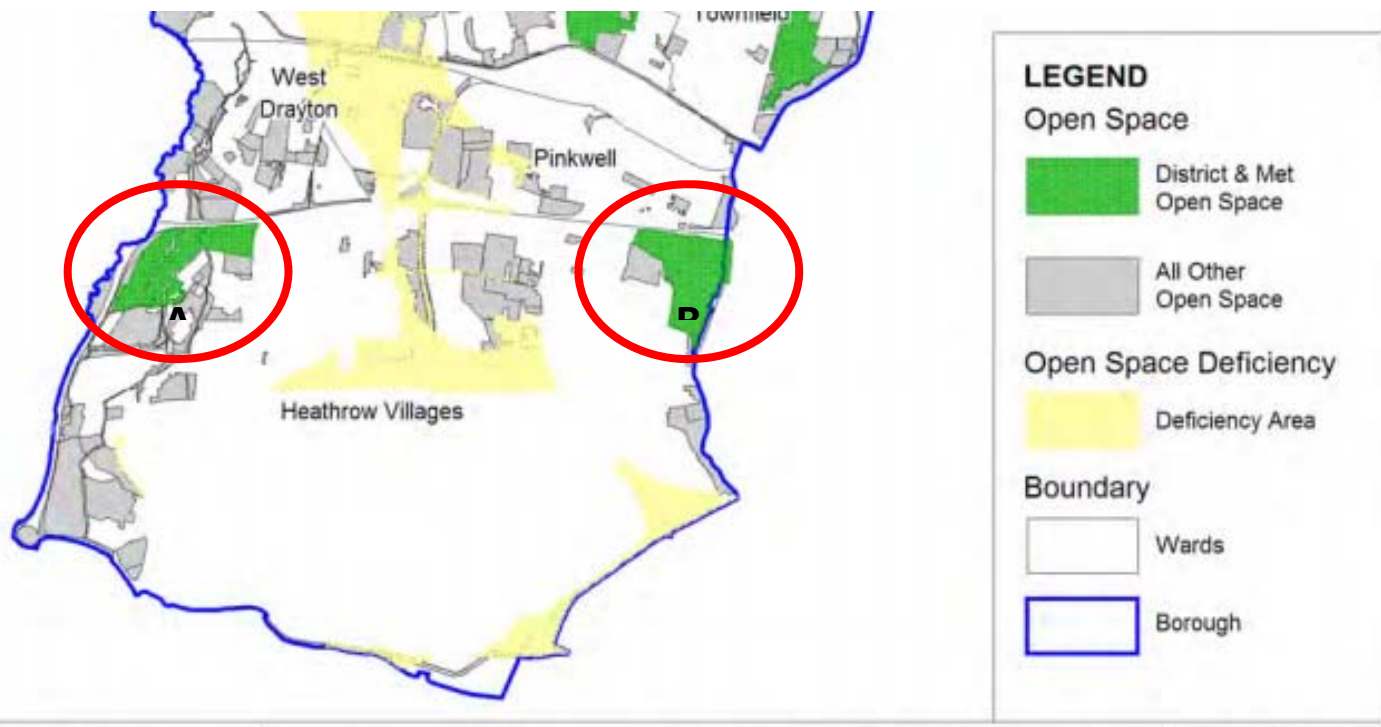 Townfield
West
Drayton
Pinkwell
A
Heathrow Villages
LEGEND
Open Space
District & Met
Open Space
All Other
Open Space
Open Space Deficiency
Deficiency Area
Boundary
Wards
Borough